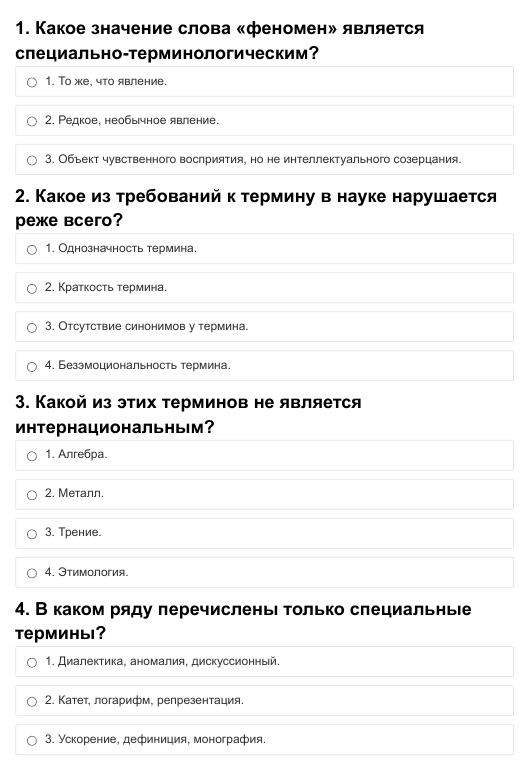 1. Какое значение слова «феномен» является
специально-терминологическим?
1. То же, что явление.
2. Редкое, необычное явление.
3. Объект чувственного восприятия, но не интеллектуального созерцания.
2. Какое из требований к термину в науке нарушается
реже всего?
1. Однозначность термина.
2. Краткость термина.
3. Отсутствие синонимов у термина.
4. Безэмоциональность термина.
3. Какой из этих терминов не является
интернациональным?
1. Алгебра.
2. Металл.
3. Трение.
4. Этимология.
4. В каком ряду перечислены только специальные
термины?
1. Диалектика, аномалия, дискуссионный.
2. Катет, логарифм, репрезентация.
3. Ускорение, дефиниция, монография.